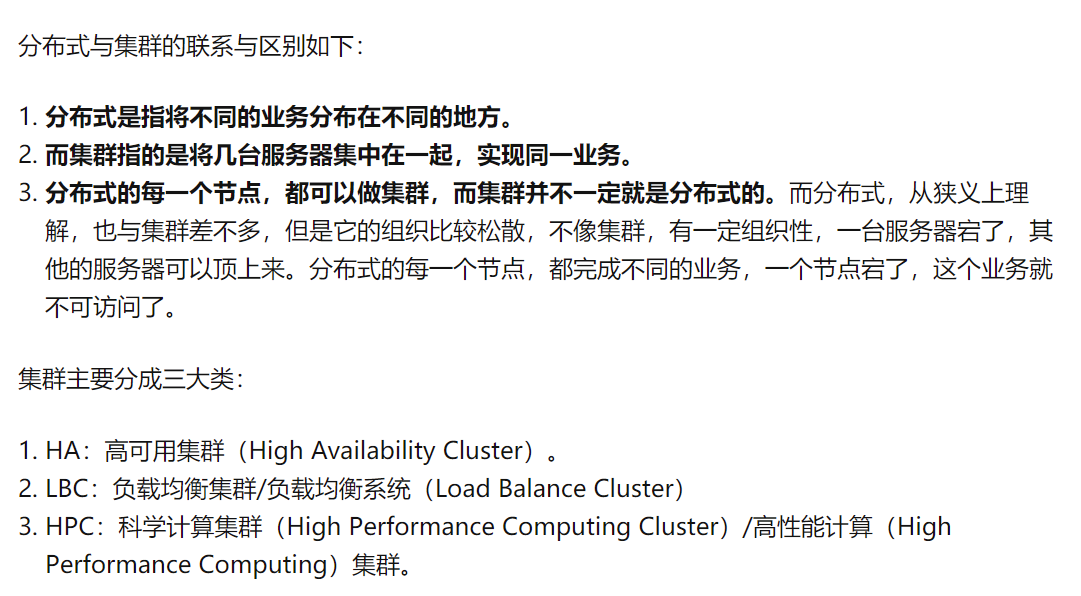 分布式与集群的联系与区别如下：
1. 分布式是指将不同的业务分布在不同的地方。
2. 而集群指的是将几台服务器集中在一起，实现同一业务。
3. 分布式的每一个节点，都可以做集群，而集群并不一定就是分布式的。而分布式，从狭义上理
解，也与集群差不多，但是它的组织比较松散，不像集群，有一定组织性，一台服务器宕了，其
他的服务器可以顶上来。分布式的每一个节点，都完成不同的业务，一个节点宕了，这个业务就
不可访问了。
集群主要分成三大类：
1. HA：高可用集群（High Availability Cluster）。
2. LBC：负载均衡集群/负载均衡系统（Load Balance Cluster）
3. HPC：科学计算集群（High Performance Computing Cluster）/高性能计算（High
Performance Computing）集群。